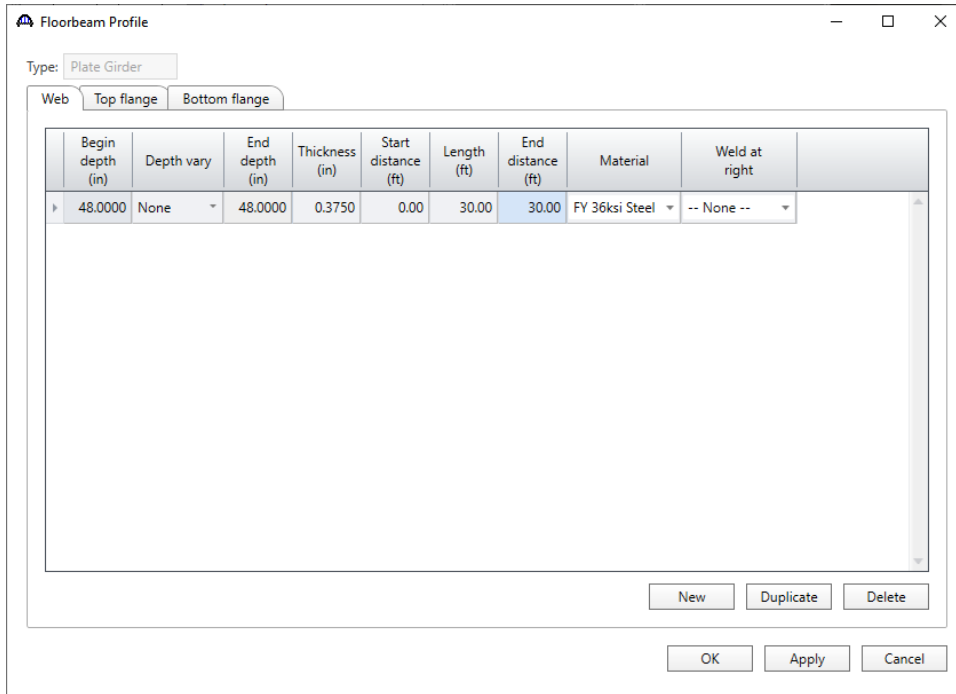 Floorbeam Profile
Type: Plate Girder
Web Top flange Bottom flange
Begin depth (in) Depth vary End depth (in) Thickness (in) Start distance (ft) Length (ft) End distance (ft) Material Weld at right
48.0000 None 48.0000 0.3750 0.00 30.00 30.00 FY 36ksi Steel -- None --
New Duplicate Delete
OK Apply Cancel